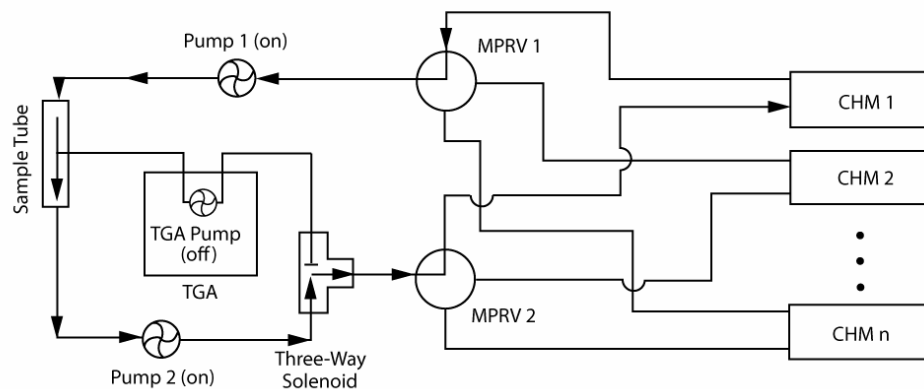 Pump 1 (on)
MPRV 1
CHM 1
Sample Tube
CHM 2
TGA Pump
(off)
TGA
MPRV 2
CHM n
Three-Way
Solenoid
Pump 2 (on)